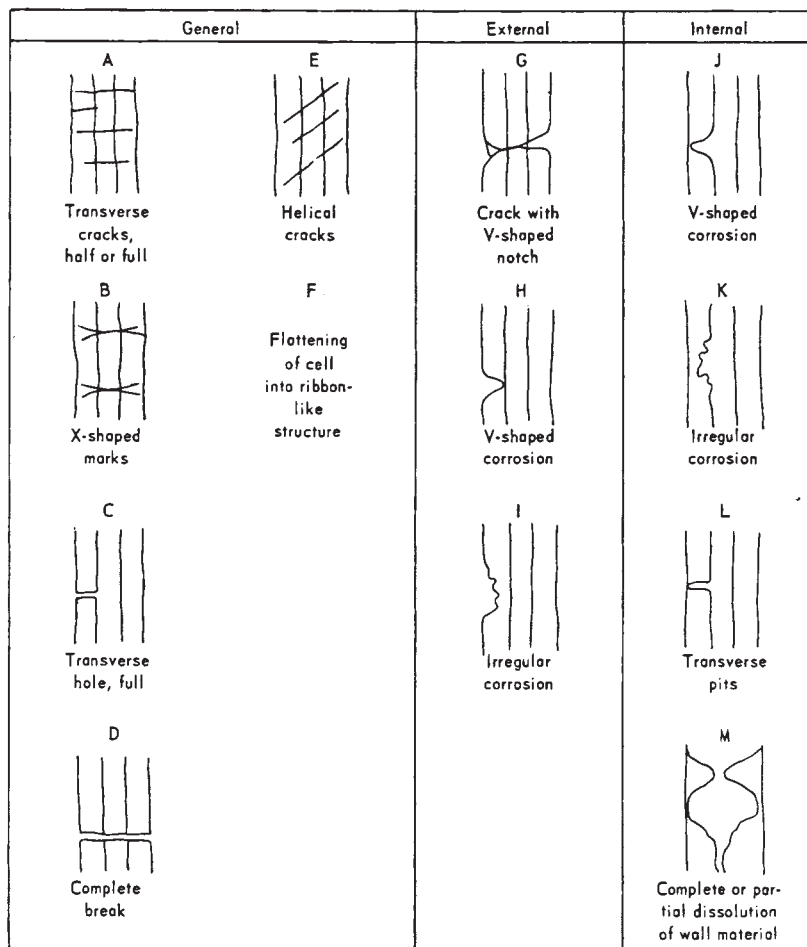 General
External
Internal
A
Transverse
cracks,
half or full
E
Helical
cracks
G
Crack with
V-shaped
notch
J
V-shaped
corrosion
B
X-shaped
marks
F
Flattening
of cell
into ribbon-
like
structure
H
V-shaped
corrosion
K
Irregular
corrosion
C
Transverse
hole, full
I
Irregular
corrosion
L
Transverse
pits
D
Complete
break
M
Complete or par-
tial dissolution
of wall material